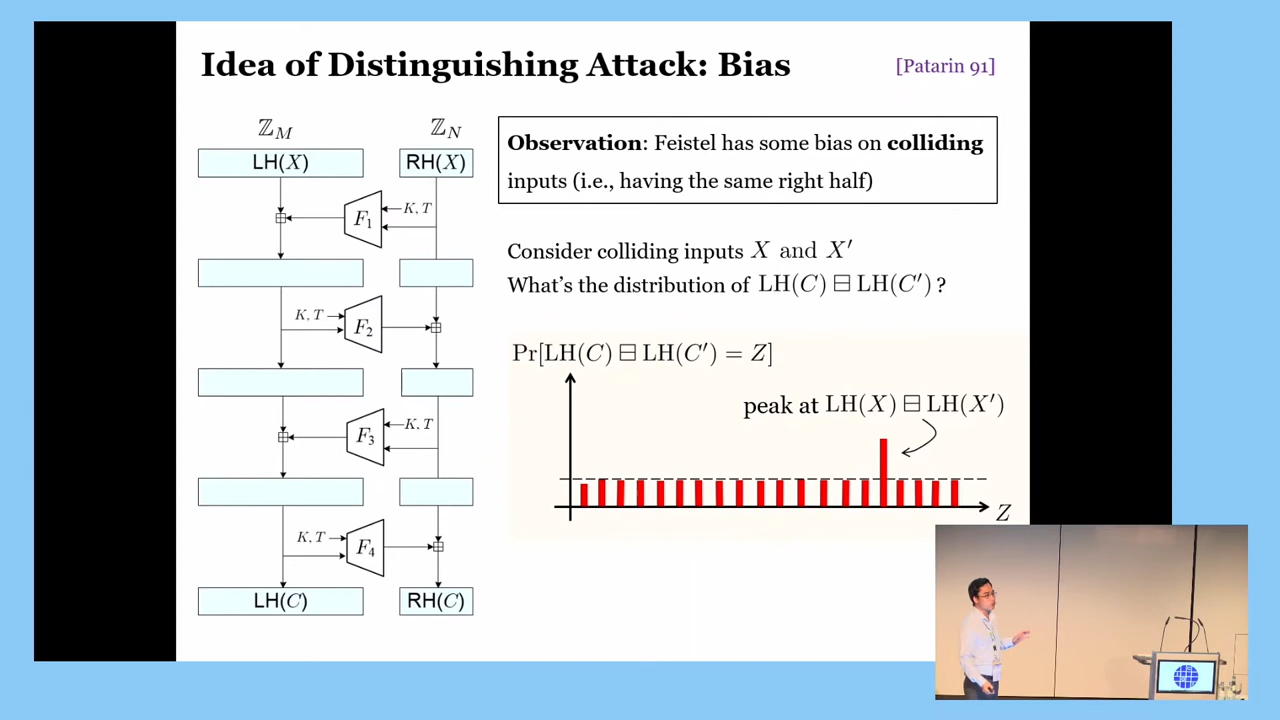 Idea of Distinguishing Attack: Bias
[Patarin 91]
ℤ_M
ℤ_N
LH(X)
RH(X)
F₁
K, T
K, T
F₂
F₃
K, T
K, T
F₄
LH(C)
RH(C)
Observation: Feistel has some bias on colliding
inputs (i.e., having the same right half)
Consider colliding inputs X and X′
What's the distribution of LH(C) ⊟ LH(C′) ?
Pr[LH(C) ⊟ LH(C′) = Z]
peak at LH(X) ⊟ LH(X′)
Z